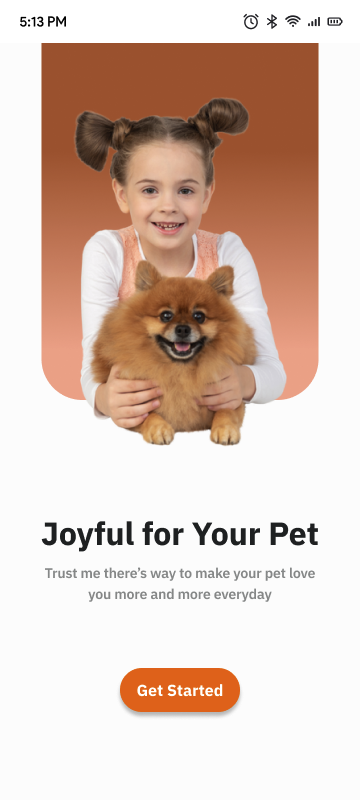 5:13 PM
Joyful for Your Pet
Trust me there's way to make your pet love
you more and more everyday
Get Started